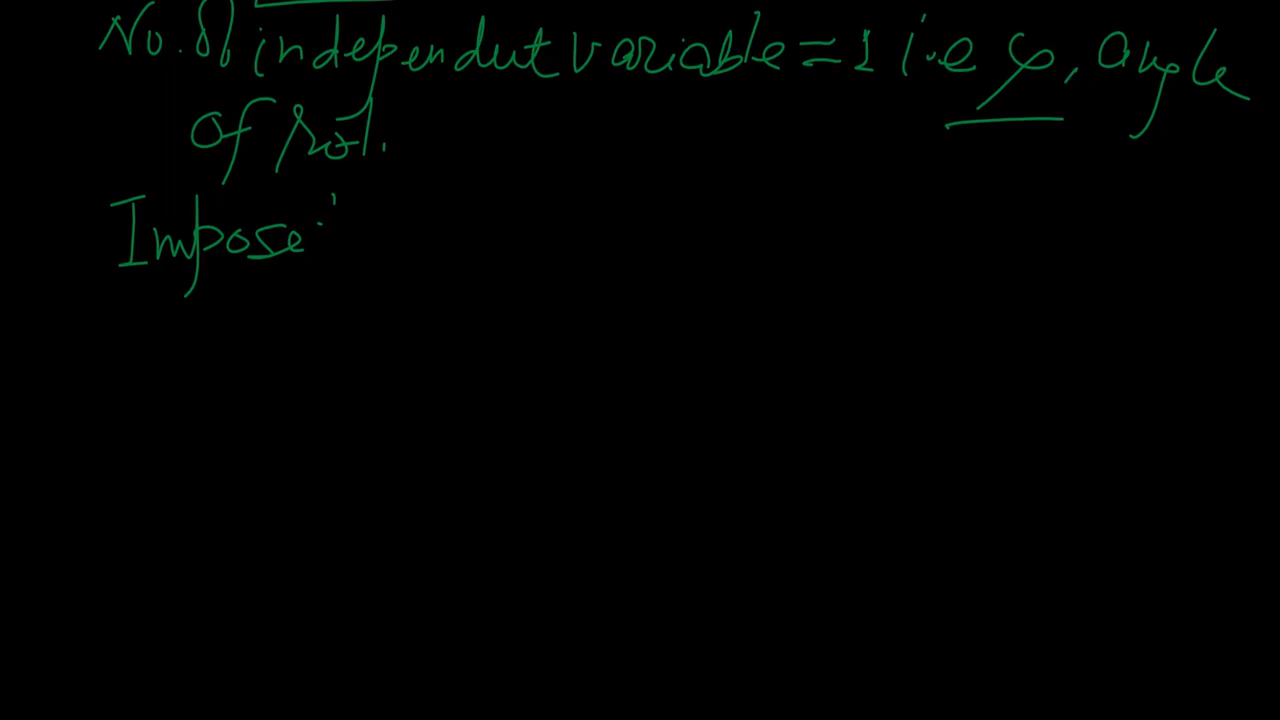 No. of independent variable = 1 i.e φ, angle
of rot.
Impose